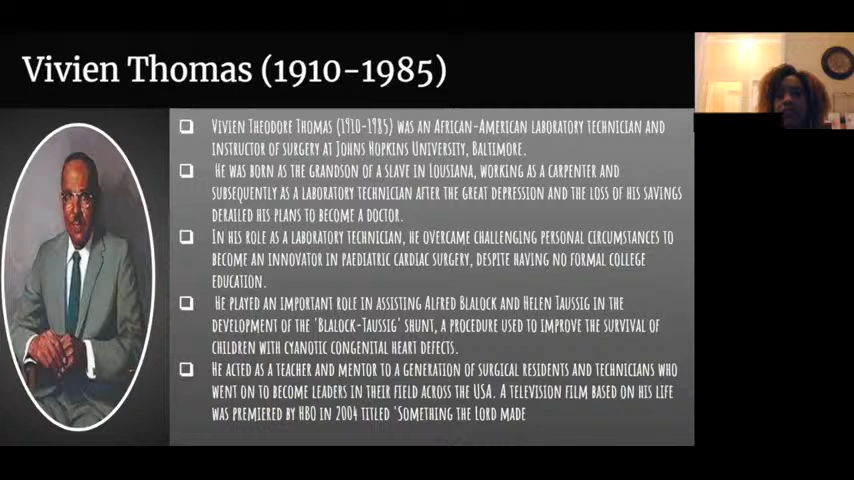 Vivien Thomas (1910-1985)
Vivien Theodore Thomas (1910-1985) was an African-American laboratory technician and
instructor of surgery at Johns Hopkins University, Baltimore.
He was born as the grandson of a slave in Lousiana, working as a carpenter and
subsequently as a laboratory technician after the great depression and the loss of his savings
derailed his plans to become a doctor.
In his role as a laboratory technician, he overcame challenging personal circumstances to
become an innovator in paediatric cardiac surgery, despite having no formal college
education.
He played an important role in assisting Alfred Blalock and Helen Taussig in the
development of the 'Blalock-Taussig' shunt, a procedure used to improve the survival of
children with cyanotic congenital heart defects.
He acted as a teacher and mentor to a generation of surgical residents and technicians who
went on to become leaders in their field across the USA. A television film based on his life
was premiered by HBO in 2004 titled 'Something the Lord made